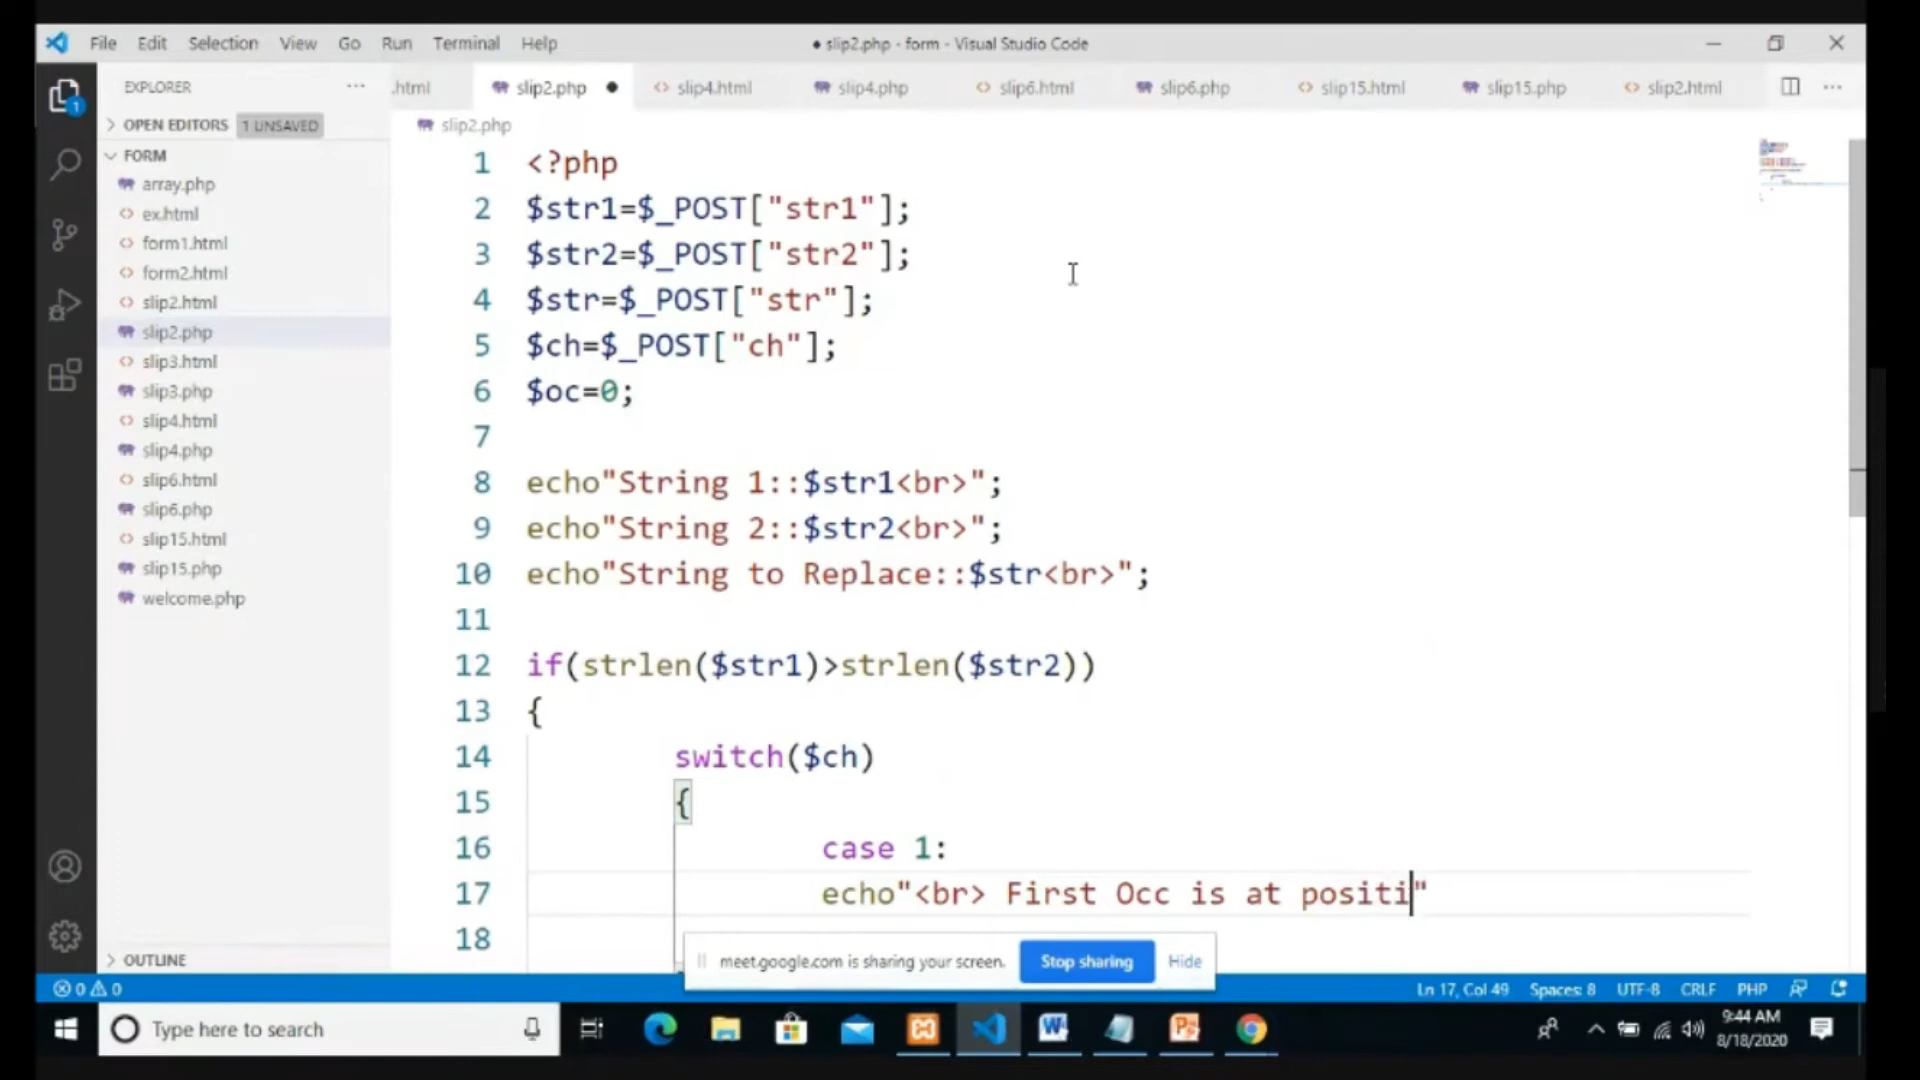 File Edit Selection View Go Run Terminal Help
● slip2.php - form - Visual Studio Code
EXPLORER
.html slip2.php slip4.html slip4.php slip6.html slip6.php slip15.html slip15.php slip2.html
OPEN EDITORS 1 UNSAVED
slip2.php
FORM
array.php
ex.html
form1.html
form2.html
slip2.html
slip2.php
slip3.html
slip3.php
slip4.html
slip4.php
slip6.html
slip6.php
slip15.html
slip15.php
welcome.php
OUTLINE
1 <?php
2 $str1=$_POST["str1"];
3 $str2=$_POST["str2"];
4 $str=$_POST["str"];
5 $ch=$_POST["ch"];
6 $oc=0;
7
8 echo"String 1::$str1<br>";
9 echo"String 2::$str2<br>";
10 echo"String to Replace::$str<br>";
11
12 if(strlen($str1)>strlen($str2))
13 {
14 switch($ch)
15 {
16 case 1:
17 echo"<br> First Occ is at positi"
18
meet.google.com is sharing your screen. Stop sharing Hide
0 0 Ln 17, Col 49 Spaces: 8 UTF-8 CRLF PHP
Type here to search
9:44 AM
8/18/2020